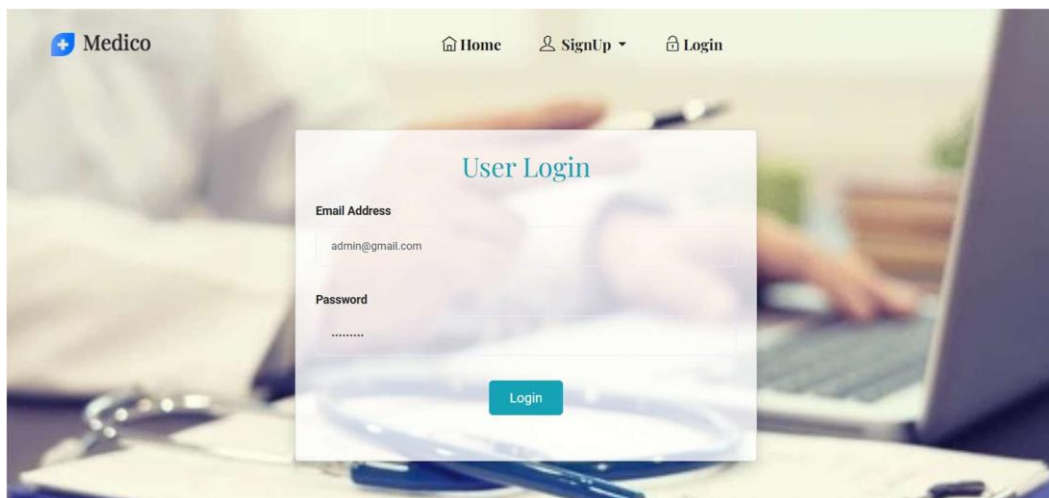 Medico
Home SignUp Login
User Login
Email Address
admin@gmail.com
Password
·········
Login